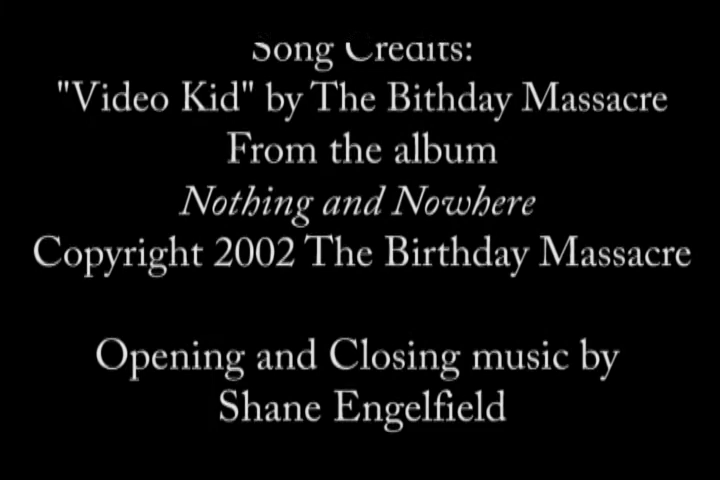 Song Credits:
"Video Kid" by The Bithday Massacre
From the album
Nothing and Nowhere
Copyright 2002 The Birthday Massacre
Opening and Closing music by
Shane Engelfield